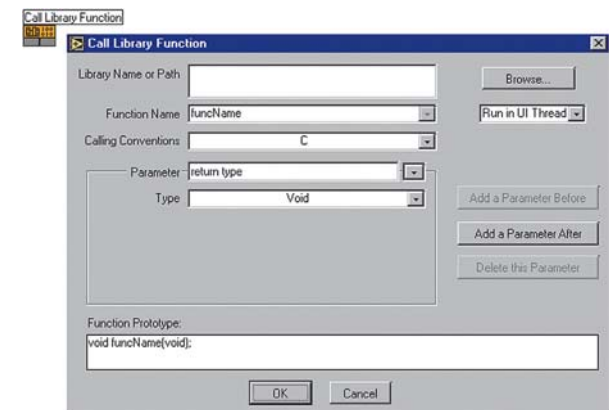 Call Library Function
Call Library Function
Library Name or Path
Browse...
Function Name funcName
Run in UI Thread
Calling Conventions C
Parameter return type
Type Void
Add a Parameter Before
Add a Parameter After
Delete this Parameter
Function Prototype:
void funcName(void);
OK Cancel